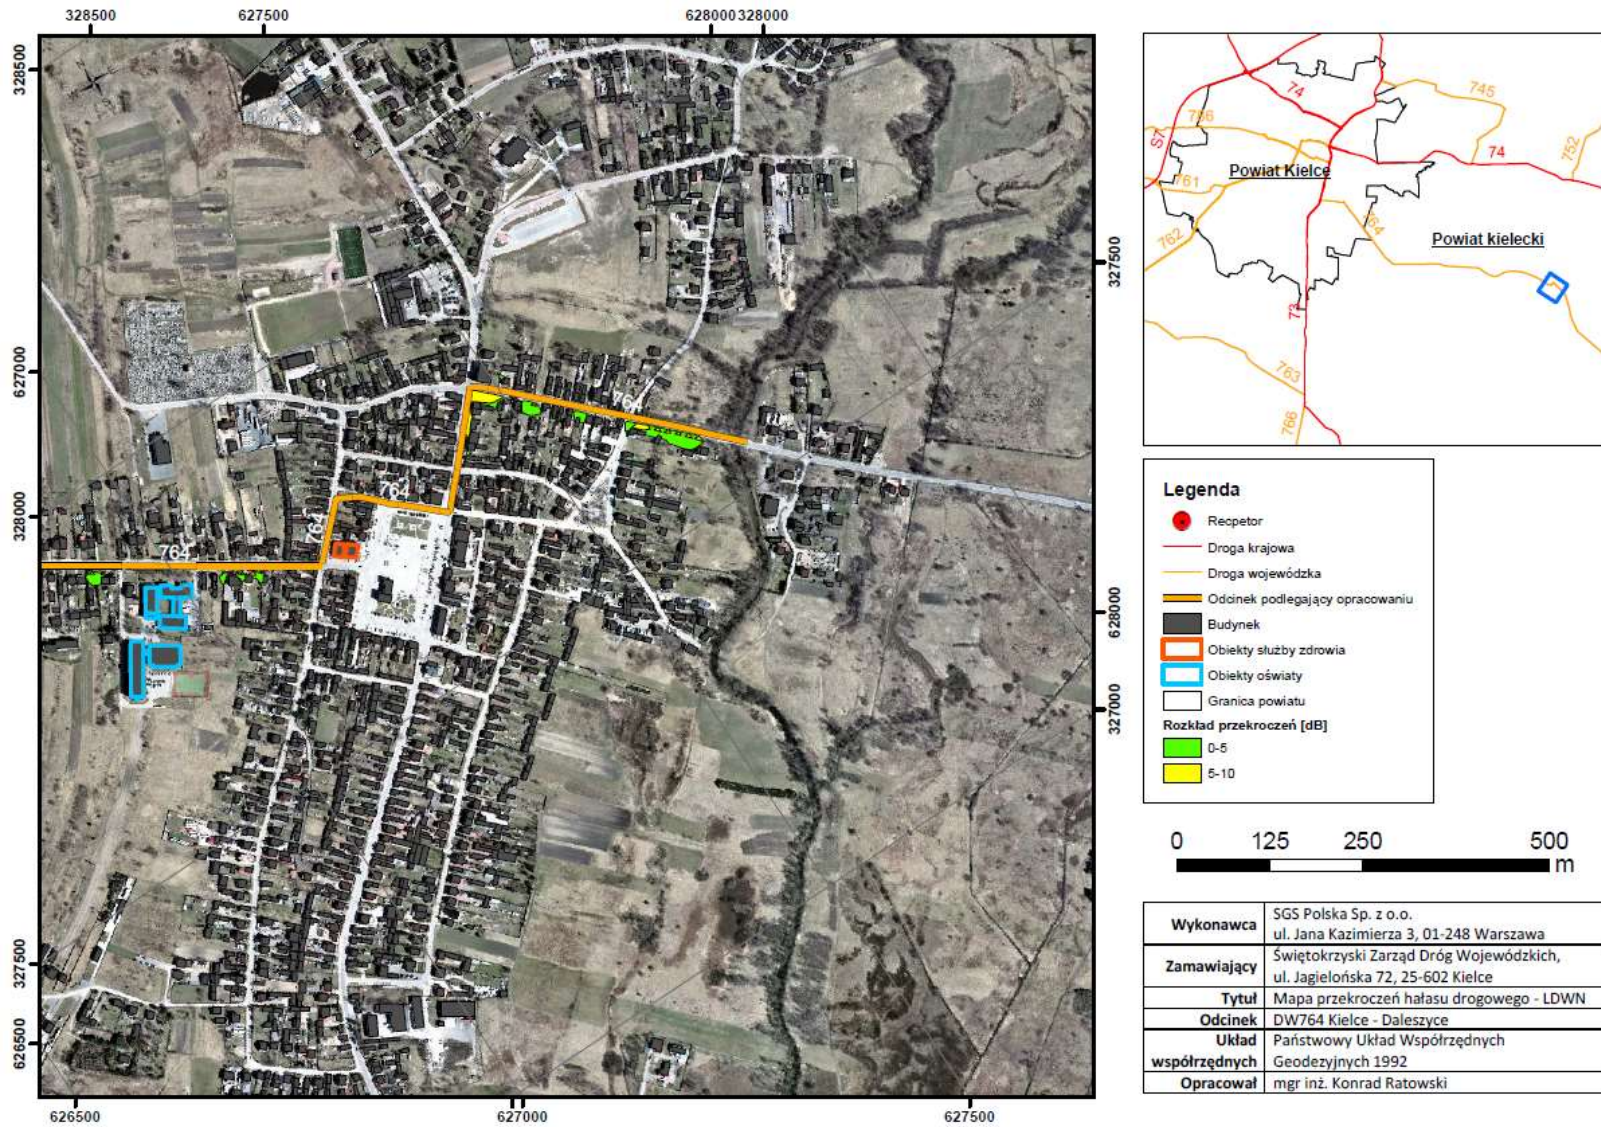 328500
627500
628000
328000
328500
627000
328000
627500
626500
327500
628000
327000
626500
627000
627500
764
764
764
764
764
S7
74
766
745
74
752
761
762
764
73
763
766
Powiat Kielce
Powiat kielecki
Legenda
Recpetor
Droga krajowa
Droga wojewódzka
Odcinek podlegający opracowaniu
Budynek
Obiekty służby zdrowia
Obiekty oświaty
Granica powiatu
Rozkład przekroczeń [dB]
0-5
5-10
0 125 250 500
m
Wykonawca SGS Polska Sp. z o.o.
ul. Jana Kazimierza 3, 01-248 Warszawa
Zamawiający Świętokrzyski Zarząd Dróg Wojewódzkich,
ul. Jagielońska 72, 25-602 Kielce
Tytuł Mapa przekroczeń hałasu drogowego - LDWN
Odcinek DW764 Kielce - Daleszyce
Układ Państwowy Układ Współrzędnych
współrzędnych Geodezyjnych 1992
Opracował mgr inż. Konrad Ratowski